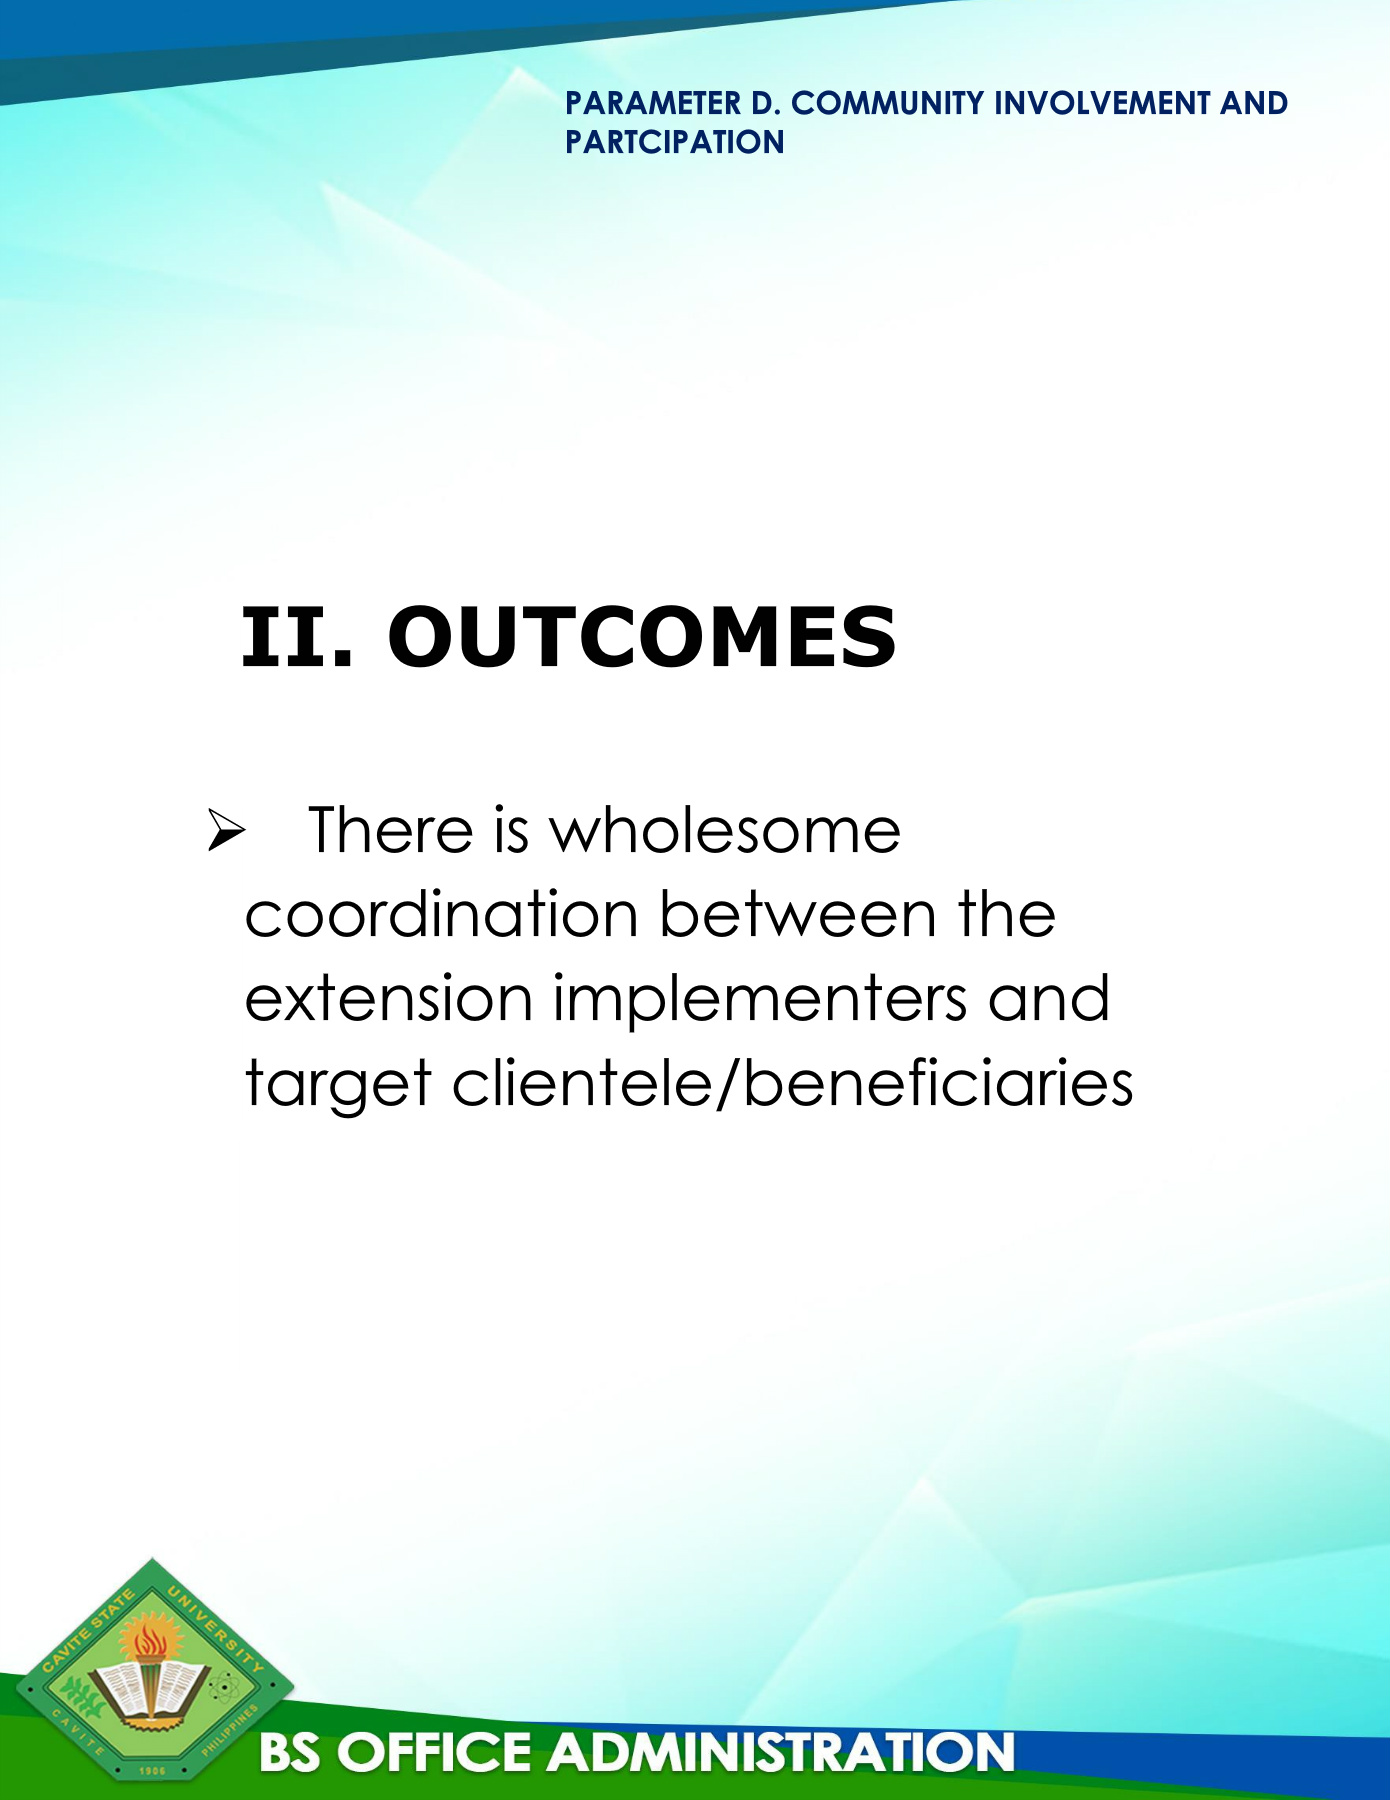 PARAMETER D. COMMUNITY INVOLVEMENT AND
PARTCIPATION
II. OUTCOMES
➢ There is wholesome
coordination between the
extension implementers and
target clientele/beneficiaries
CAVITE STATE UNIVERSITY
CAVITE PHILIPPINES
1906
BS OFFICE ADMINISTRATION